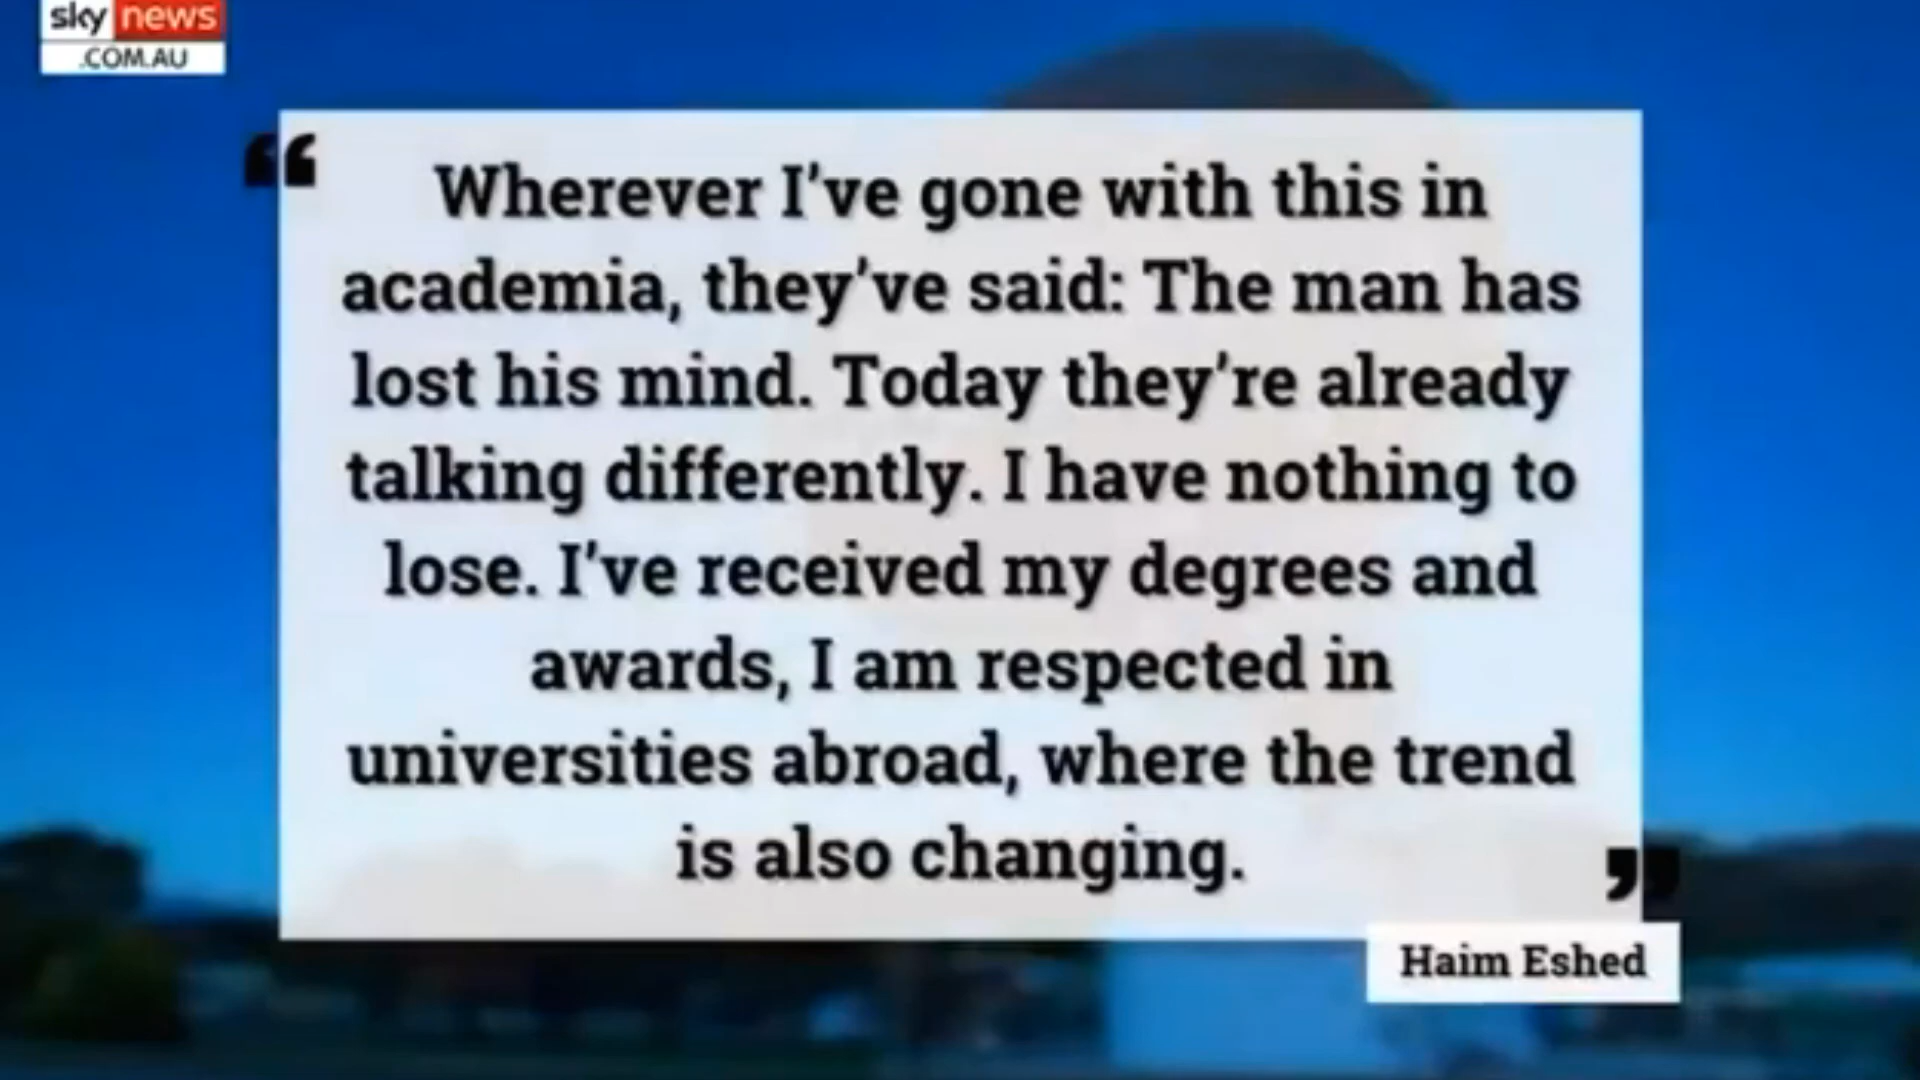 sky news
.COM.AU
“ Wherever I’ve gone with this in
academia, they’ve said: The man has
lost his mind. Today they’re already
talking differently. I have nothing to
lose. I’ve received my degrees and
awards, I am respected in
universities abroad, where the trend
is also changing. ”
Haim Eshed